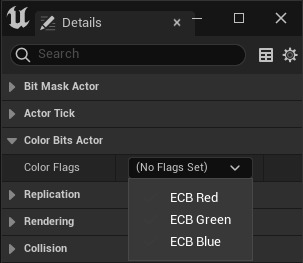 Details
Search
Bit Mask Actor
Actor Tick
Color Bits Actor
Color Flags (No Flags Set)
ECB Red
ECB Green
ECB Blue
Replication
Rendering
Collision